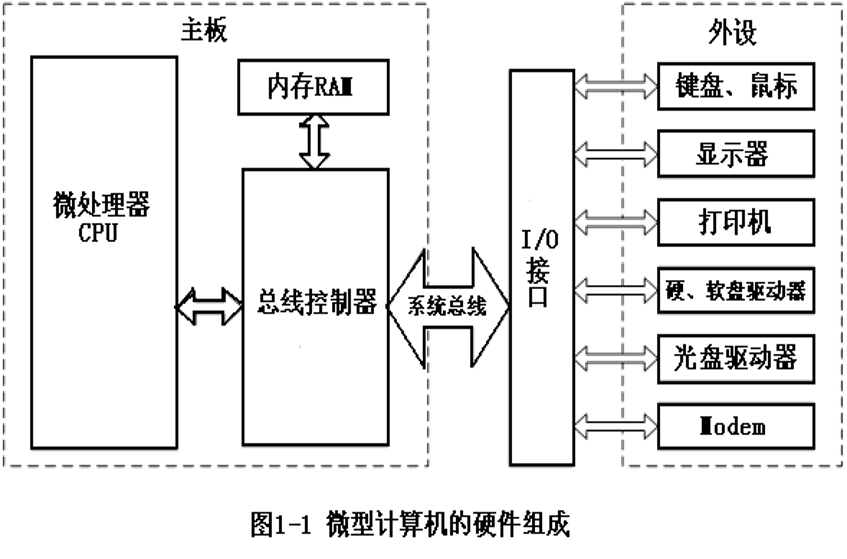 主板
外设
内存RAM
微处理器
CPU
总线控制器
系统总线
I/O
接
口
键盘、鼠标
显示器
打印机
硬、软盘驱动器
光盘驱动器
Modem
图1-1 微型计算机的硬件组成